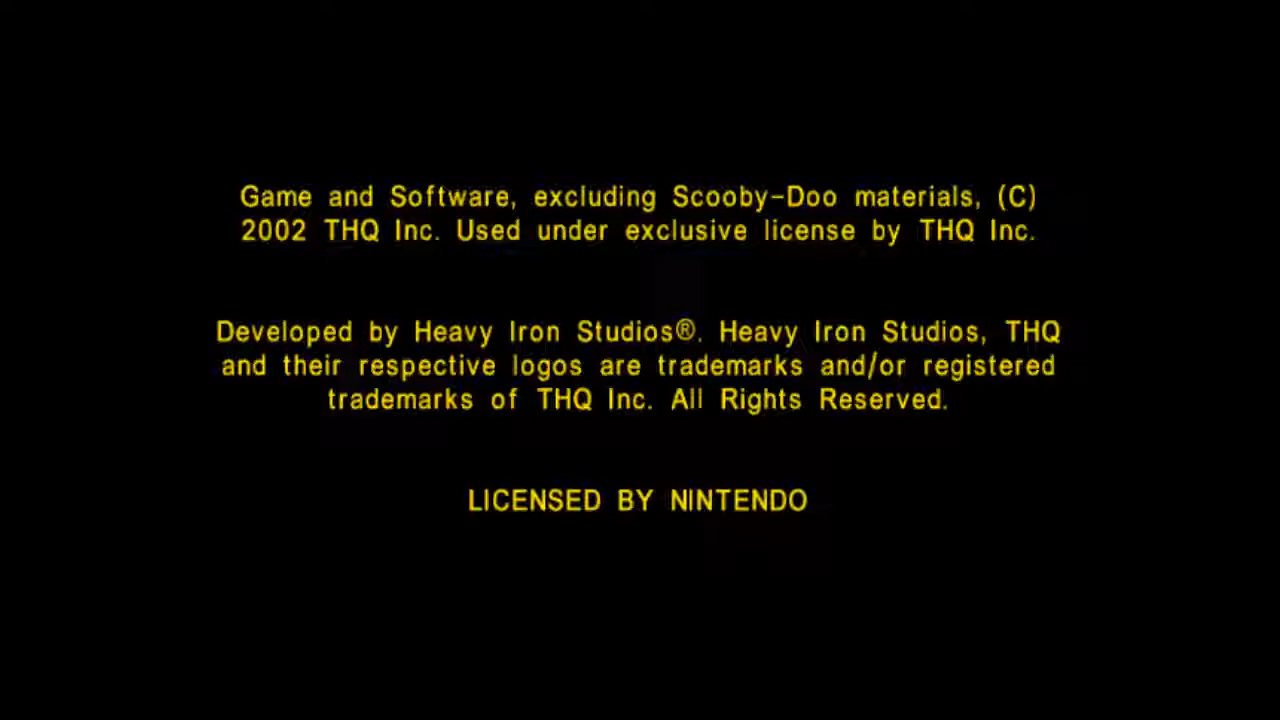 Game and Software, excluding Scooby-Doo materials, (C)
2002 THQ Inc. Used under exclusive license by THQ Inc.
Developed by Heavy Iron Studios®. Heavy Iron Studios, THQ
and their respective logos are trademarks and/or registered
trademarks of THQ Inc. All Rights Reserved.
LICENSED BY NINTENDO